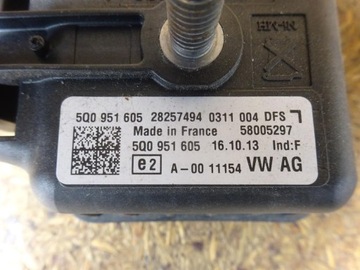 5Q0 951 605 28257494 0311 004 DFS
Made in France 58005297
5Q0 951 605 16.10.13 Ind:F
e2 A-00 11154 VW AG